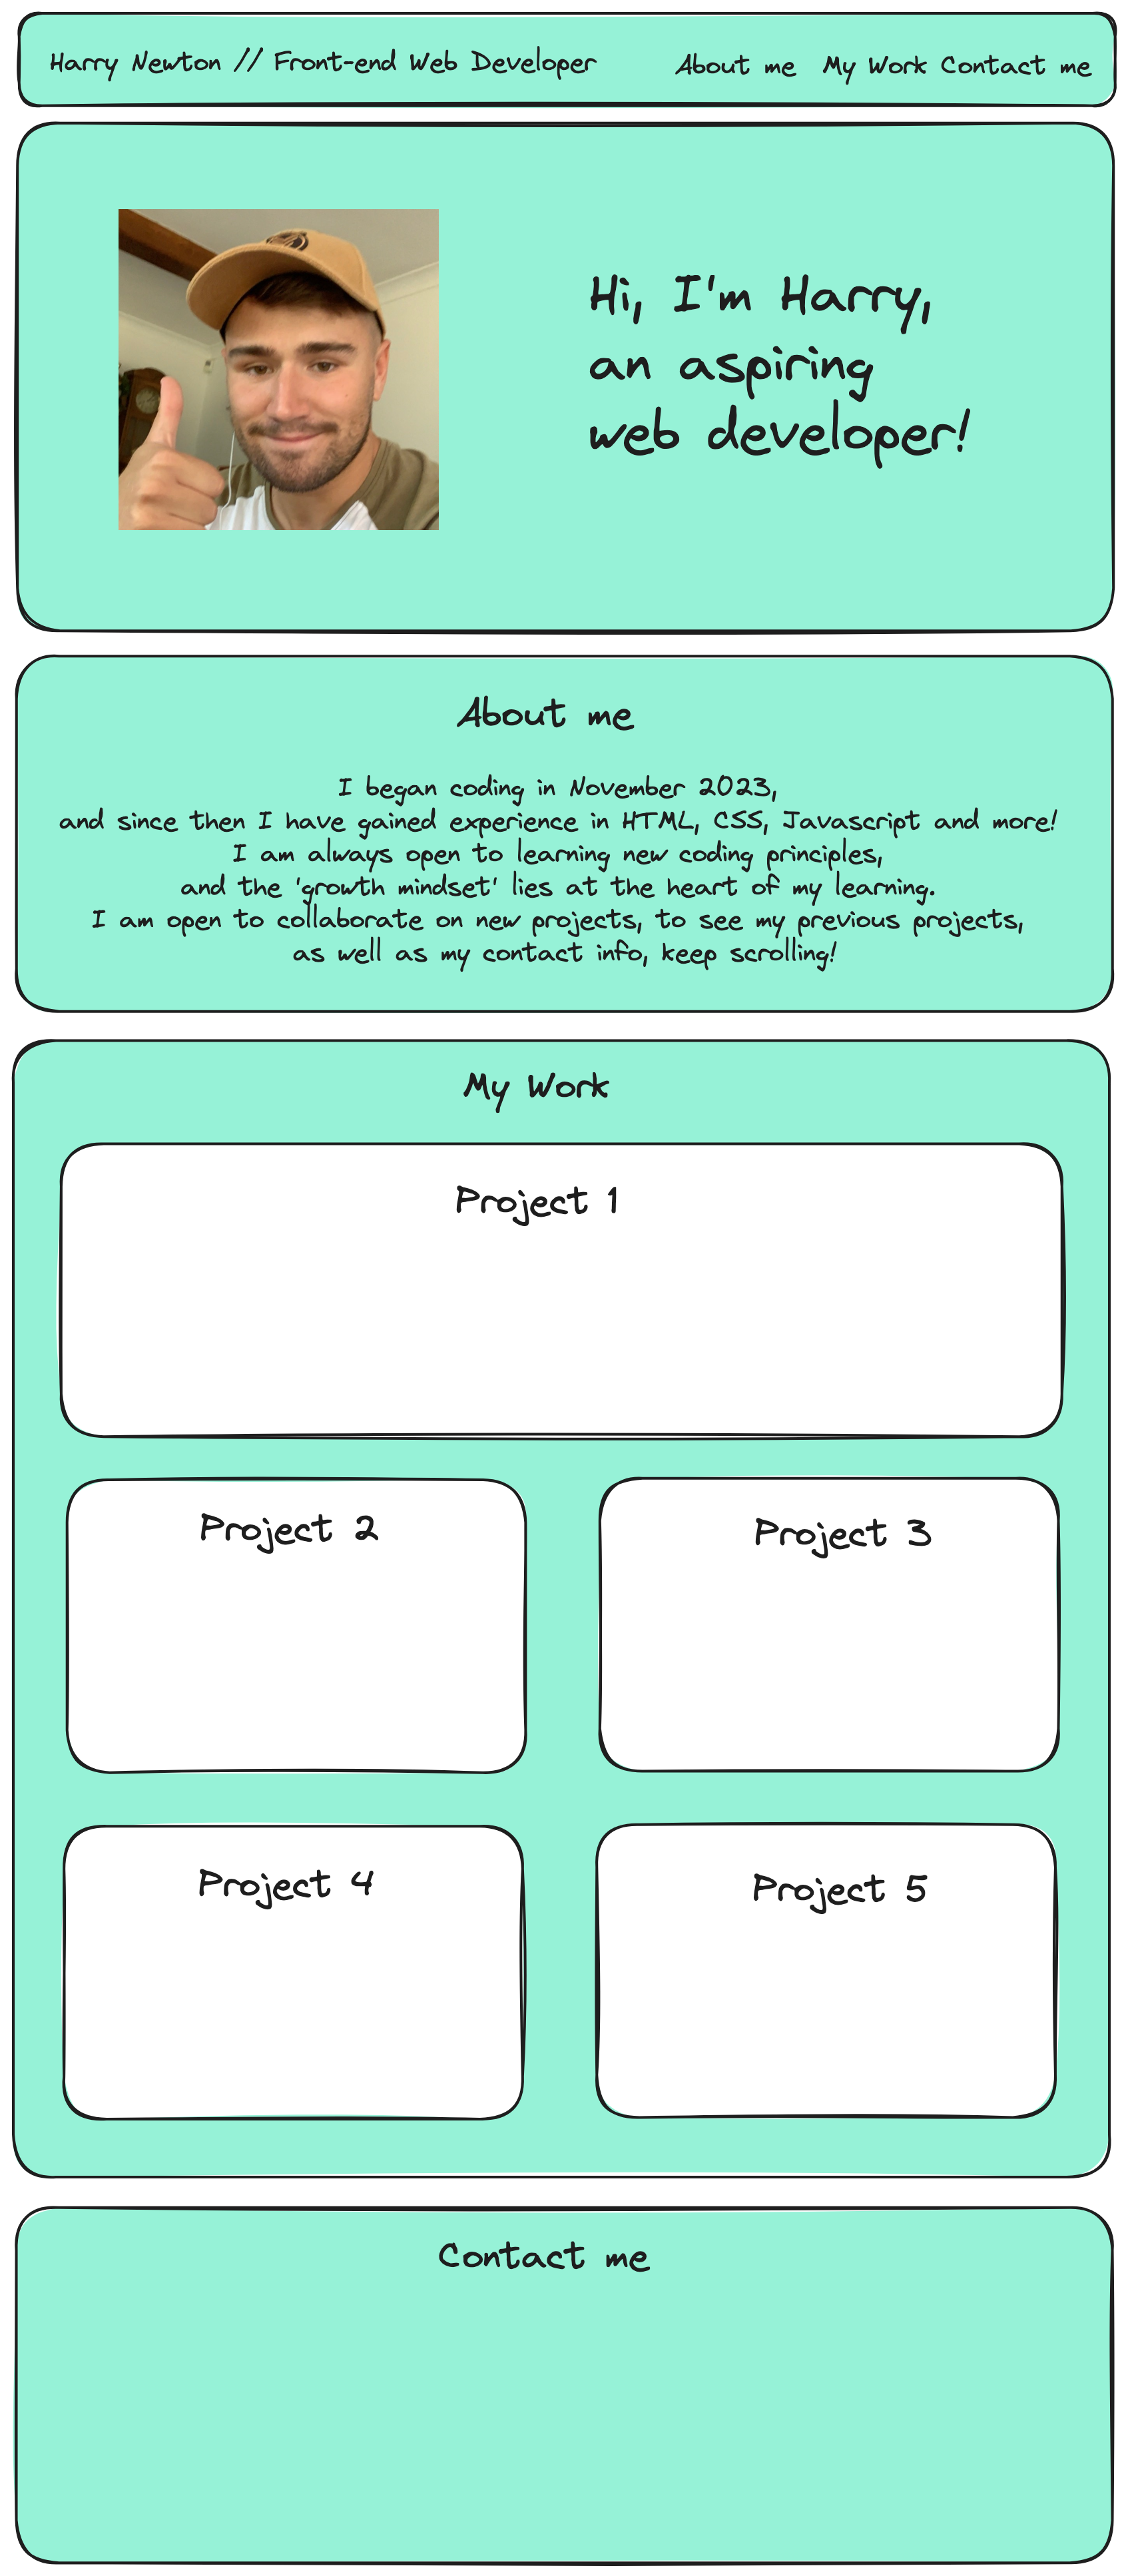 Harry Newton // Front-end Web Developer
About me My Work Contact me
Hi, I'm Harry,
an aspiring
web developer!
About me
I began coding in November 2023,
and since then I have gained experience in HTML, CSS, Javascript and more!
I am always open to learning new coding principles,
and the 'growth mindset' lies at the heart of my learning.
I am open to collaborate on new projects, to see my previous projects,
as well as my contact info, keep scrolling!
My Work
Project 1
Project 2
Project 3
Project 4
Project 5
Contact me